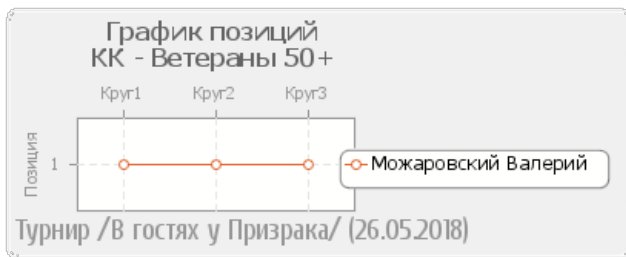 График позиций
КК - Ветераны 50+
Круг1 Круг2 Круг3
Позиция
1
Можаровский Валерий
Турнир /В гостях у Призрака/ (26.05.2018)